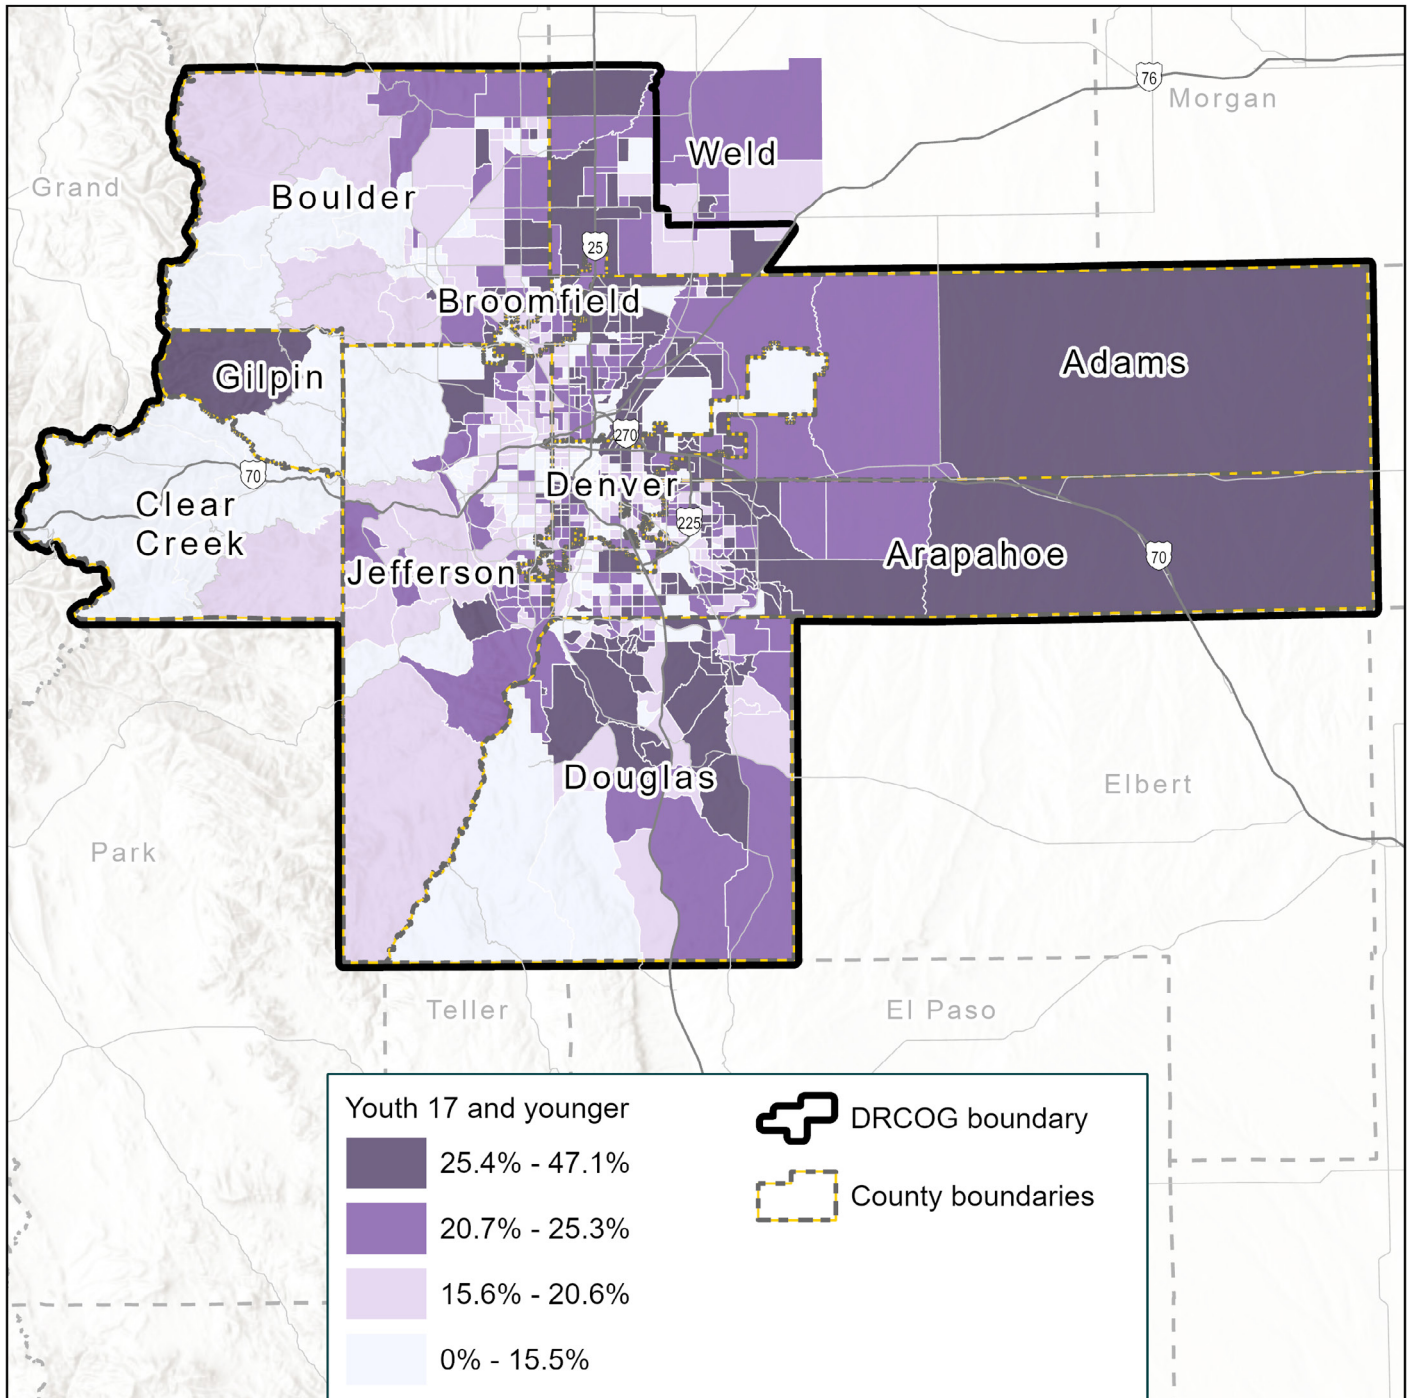 76
Morgan
Weld
Grand
Boulder
25
Broomfield
Adams
Gilpin
270
70
Denver
Clear
Creek
225
Arapahoe
70
Jefferson
Douglas
Elbert
Park
Teller
El Paso
Youth 17 and younger
25.4% - 47.1%
20.7% - 25.3%
15.6% - 20.6%
0% - 15.5%
DRCOG boundary
County boundaries